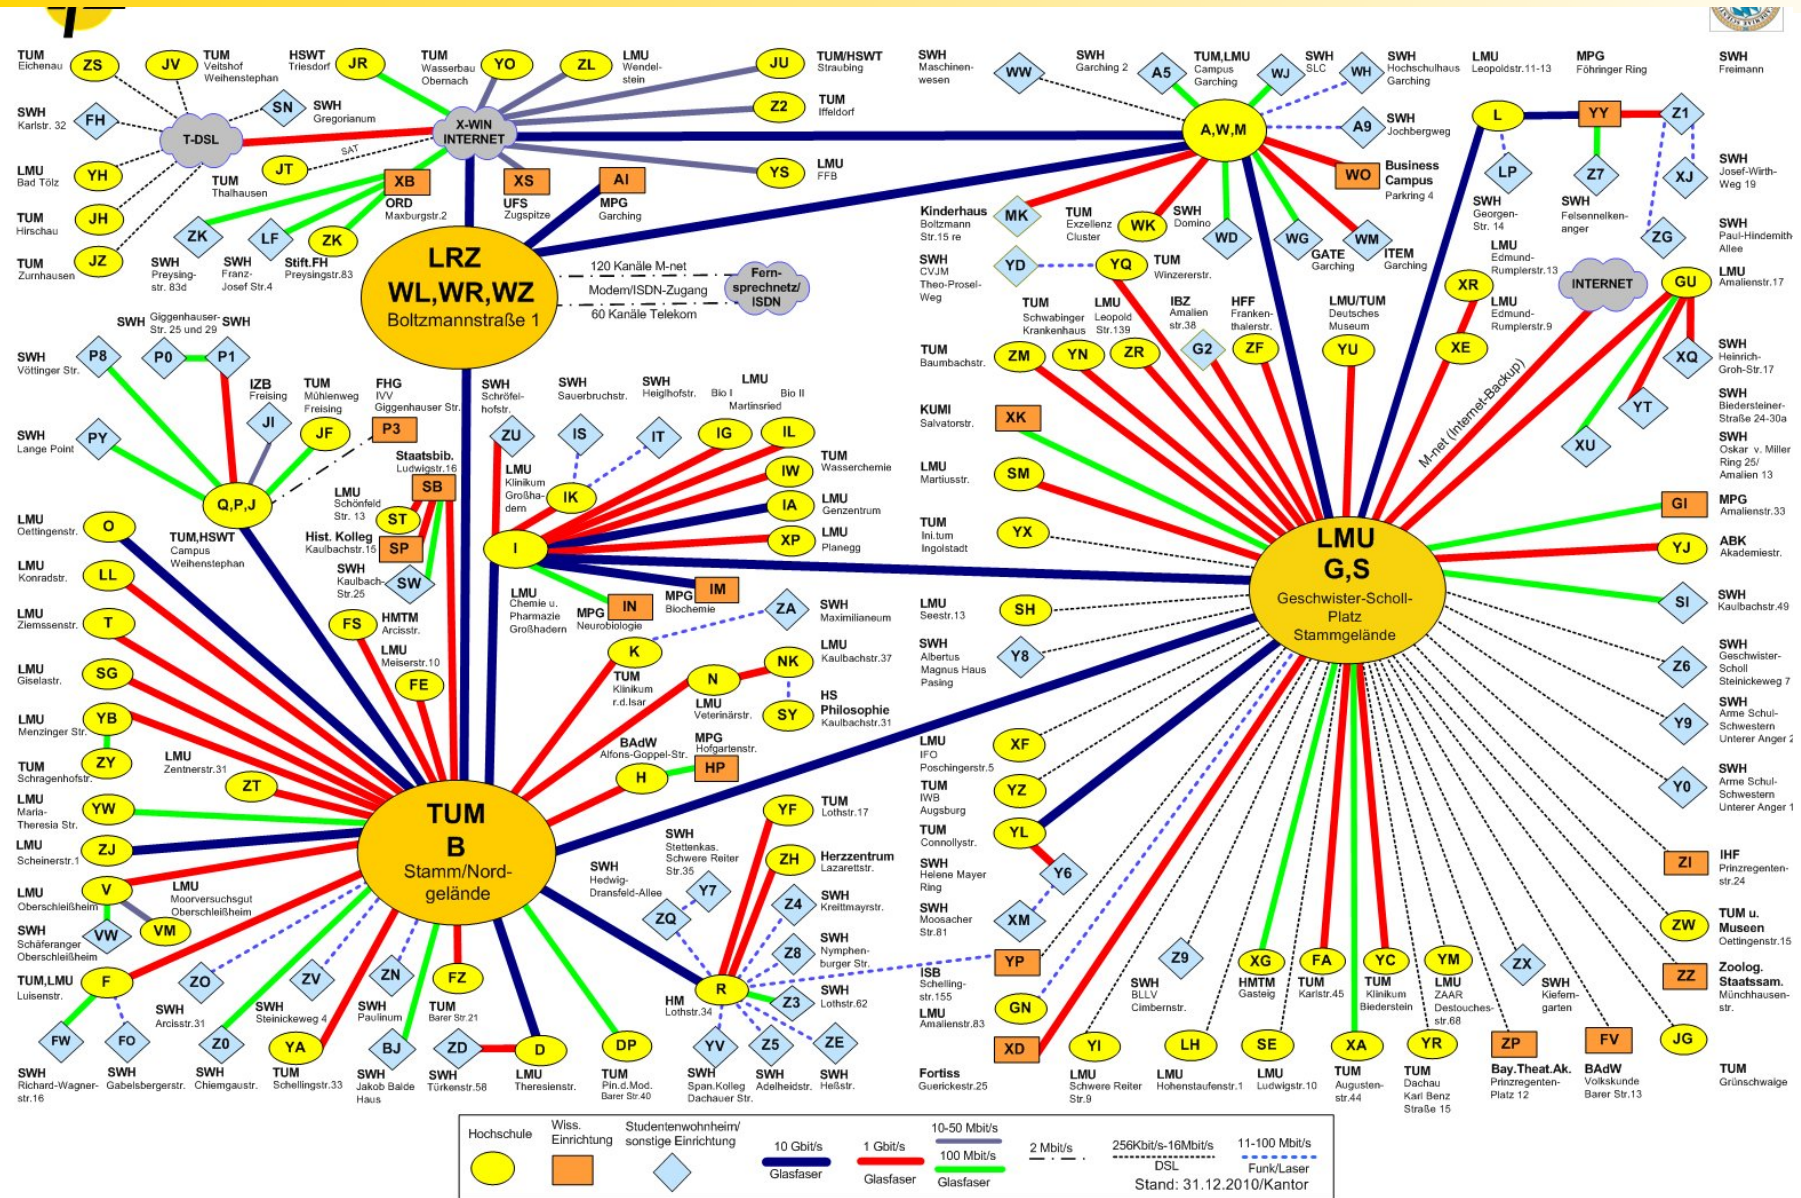 TUM
Eichenau
ZS
JV
TUM
Veitshof
Weihenstephan
HSWT
Triesdorf
JR
TUM
Wasserbau
Obernach
YO
ZL
LMU
Wendel-
stein
JU
TUM/HSWT
Straubing
SWH
Karlstr. 32
FH
SN
SWH
Gregorianum
T-DSL
X-WIN
INTERNET
Z2
TUM
Iffeldorf
LMU
Bad Tölz
YH
TUM
Thalhausen
JT
SAT
YS
LMU
FFB
TUM
Hirschau
JH
XB
ORD
Maxburgstr.2
XS
UFS
Zugspitze
AI
MPG
Garching
TUM
Zurnhausen
JZ
ZK
SWH
Preysing-
str. 83d
LF
SWH
Franz-
Josef Str.4
ZK
Stift.FH
Preysingstr.83
LRZ
WL,WR,WZ
Boltzmannstraße 1
120 Kanäle M-net
Modem/ISDN-Zugang
60 Kanäle Telekom
Fern-
sprechnetz/
ISDN
SWH
Maschinen-
wesen
WW
SWH
Garching 2
A5
TUM,LMU
Campus
Garching
WJ
SWH
SLC
WH
SWH
Hochschulhaus
Garching
A,W,M
A9
SWH
Jochbergweg
WO
Business
Campus
Parkring 4
Kinderhaus
Boltzmann
Str.15 re
MK
TUM
Exzellenz
Cluster
WK
SWH
Domino
WD
WG
GATE
Garching
WM
ITEM
Garching
LMU
Leopoldstr.11-13
L
MPG
Föhringer Ring
YY
Z1
SWH
Freimann
LP
SWH
Georgen-
Str. 14
Z7
SWH
Felsennelken-
anger
XJ
SWH
Josef-Wirth-
Weg 19
ZG
SWH
Paul-Hindemith-
Allee
SWH
CVJM
Theo-Prosel-
Weg
YD
YQ
TUM
Winzererstr.
XR
LMU
Edmund-
Rumplerstr.13
INTERNET
GU
LMU
Amalienstr.17
TUM
Baumbachstr.
ZM
TUM
Schwabinger
Krankenhaus
YN
LMU
Leopold
Str.139
ZR
IBZ
Amalien
str.38
G2
HFF
Franken-
thalerstr.
ZF
LMU/TUM
Deutsches
Museum
YU
XE
LMU
Edmund-
Rumplerstr.9
XQ
SWH
Heinrich-
Groh-Str.17
YT
SWH
Biedersteiner-
Straße 24-30a
XU
SWH
Oskar v. Miller
Ring 25/
Amalien 13
M-net (Internet-Backup)
KUMI
Salvatorstr.
XK
LMU
Martiusstr.
SM
TUM
Ini.tum
Ingolstadt
YX
LMU
Seestr.13
SH
SWH
Albertus
Magnus Haus
Pasing
Y8
LMU
G,S
Geschwister-Scholl-
Platz
Stammgelände
GI
MPG
Amalienstr.33
YJ
ABK
Akademiestr.
SI
SWH
Kaulbachstr.49
Z6
SWH
Geschwister-
Scholl
Steinickeweg 7
Y9
SWH
Arme Schul-
Schwestern
Unterer Anger 2
Y0
SWH
Arme Schul-
Schwestern
Unterer Anger 1
ZI
IHF
Prinzregenten-
str.24
ZW
TUM u.
Museen
Oettingenstr.15
ZZ
Zoolog.
Staatssam.
Münchhausen-
str.
JG
TUM
Grünschwaige
SWH
Vöttinger Str.
P8
SWH
Giggenhauser-
Str. 25 und 29
SWH
P0
P1
SWH
Lange Point
PY
IZB
Freising
JI
TUM
Mühlenweg
Freising
JF
FHG
IVV
Giggenhauser Str.
P3
Q,P,J
TUM,HSWT
Campus
Weihenstephan
Staatsbib.
Ludwigstr.16
SB
LMU
Schönfeld
Str. 13
ST
Hist. Kolleg
Kaulbachstr.15
SP
SWH
Kaulbach-
Str.25
SW
SWH
Schröfel-
hofstr.
ZU
SWH
Sauerbruchstr.
IS
SWH
Heiglhofstr.
IT
LMU
Bio I
Bio II
Martinsried
IG
IL
LMU
Klinikum
Großha-
dern
IK
IW
TUM
Wasserchemie
IA
LMU
Genzentrum
XP
LMU
Planegg
I
LMU
Chemie u.
Pharmazie
Großhadern
MPG
Neurobiologie
IN
MPG
Biochemie
IM
ZA
SWH
Maximilianeum
LMU
Oettingenstr.
O
LMU
Konradstr.
LL
LMU
Ziemssenstr.
T
LMU
Giselastr.
SG
LMU
Menzinger Str.
YB
TUM
Schragenhofstr.
ZY
LMU
Zentnerstr.31
ZT
LMU
Maria-
Theresia Str.
YW
LMU
Scheinerstr.1
ZJ
FS
HMTM
Arcisstr.
LMU
Meiserstr.10
FE
K
TUM
Klinikum
r.d.Isar
N
LMU
Veterinärstr.
NK
LMU
Kaulbachstr.37
SY
HS
Philosophie
Kaulbachstr.31
BAdW
Alfons-Goppel-Str.
H
MPG
Hofgartenstr.
HP
TUM
B
Stamm/Nord-
gelände
LMU
Oberschleißheim
V
LMU
Moorversuchsgut
Oberschleißheim
VM
SWH
Schäferanger
Oberschleißheim
VW
TUM,LMU
Luisenstr.
F
FW
SWH
Richard-Wagner-
str.16
FO
SWH
Gabelsbergerstr.
ZO
SWH
Arcisstr.31
Z0
SWH
Chiemgaustr.
ZV
SWH
Steinickeweg 4
YA
TUM
Schellingstr.33
ZN
SWH
Paulinum
BJ
SWH
Jakob Balde
Haus
FZ
TUM
Barer Str.21
ZD
SWH
Türkenstr.58
D
LMU
Theresienstr.
DP
TUM
Pin.d.Mod.
Barer Str.40
YF
TUM
Lothstr.17
ZH
Herzzentrum
Lazarettstr.
SWH
Stettenkas.
Schwere Reiter
Str.35
Y7
SWH
Hedwig-
Dransfeld-Allee
ZQ
Z4
SWH
Kreittmayrstr.
Z8
SWH
Nymphen-
burger Str.
Z3
SWH
Lothstr.62
R
HM
Lothstr.34
YV
SWH
Span.Kolleg
Dachauer Str.
Z5
SWH
Adelheidstr.
ZE
SWH
Heßstr.
LMU
IFO
Poschingerstr.5
XF
TUM
IWB
Augsburg
YZ
TUM
Connollystr.
YL
SWH
Helene Mayer
Ring
Y6
SWH
Moosacher
Str.81
XM
ISB
Schelling-
str.155
YP
LMU
Amalienstr.83
GN
Fortiss
Guerickestr.25
XD
YI
LMU
Schwere Reiter
Str.9
Z9
SWH
BLLV
Cimbernstr.
LH
LMU
Hohenstaufenstr.1
XG
HMTM
Gasteig
SE
LMU
Ludwigstr.10
FA
TUM
Karlstr.45
XA
TUM
Augusten-
str.44
YC
TUM
Klinikum
Biederstein
YM
LMU
ZAAR
Destouches-
str.68
YR
TUM
Dachau
Karl Benz
Straße 15
ZX
SWH
Kiefern-
garten
ZP
Bay.Theat.Ak.
Prinzregenten-
Platz 12
FV
BAdW
Volkskunde
Barer Str.13
Hochschule
Wiss.
Einrichtung
Studentenwohnheim/
sonstige Einrichtung
10 Gbit/s
Glasfaser
1 Gbit/s
Glasfaser
10-50 Mbit/s
100 Mbit/s
Glasfaser
2 Mbit/s
256Kbit/s-16Mbit/s
DSL
11-100 Mbit/s
Funk/Laser
Stand: 31.12.2010/Kantor